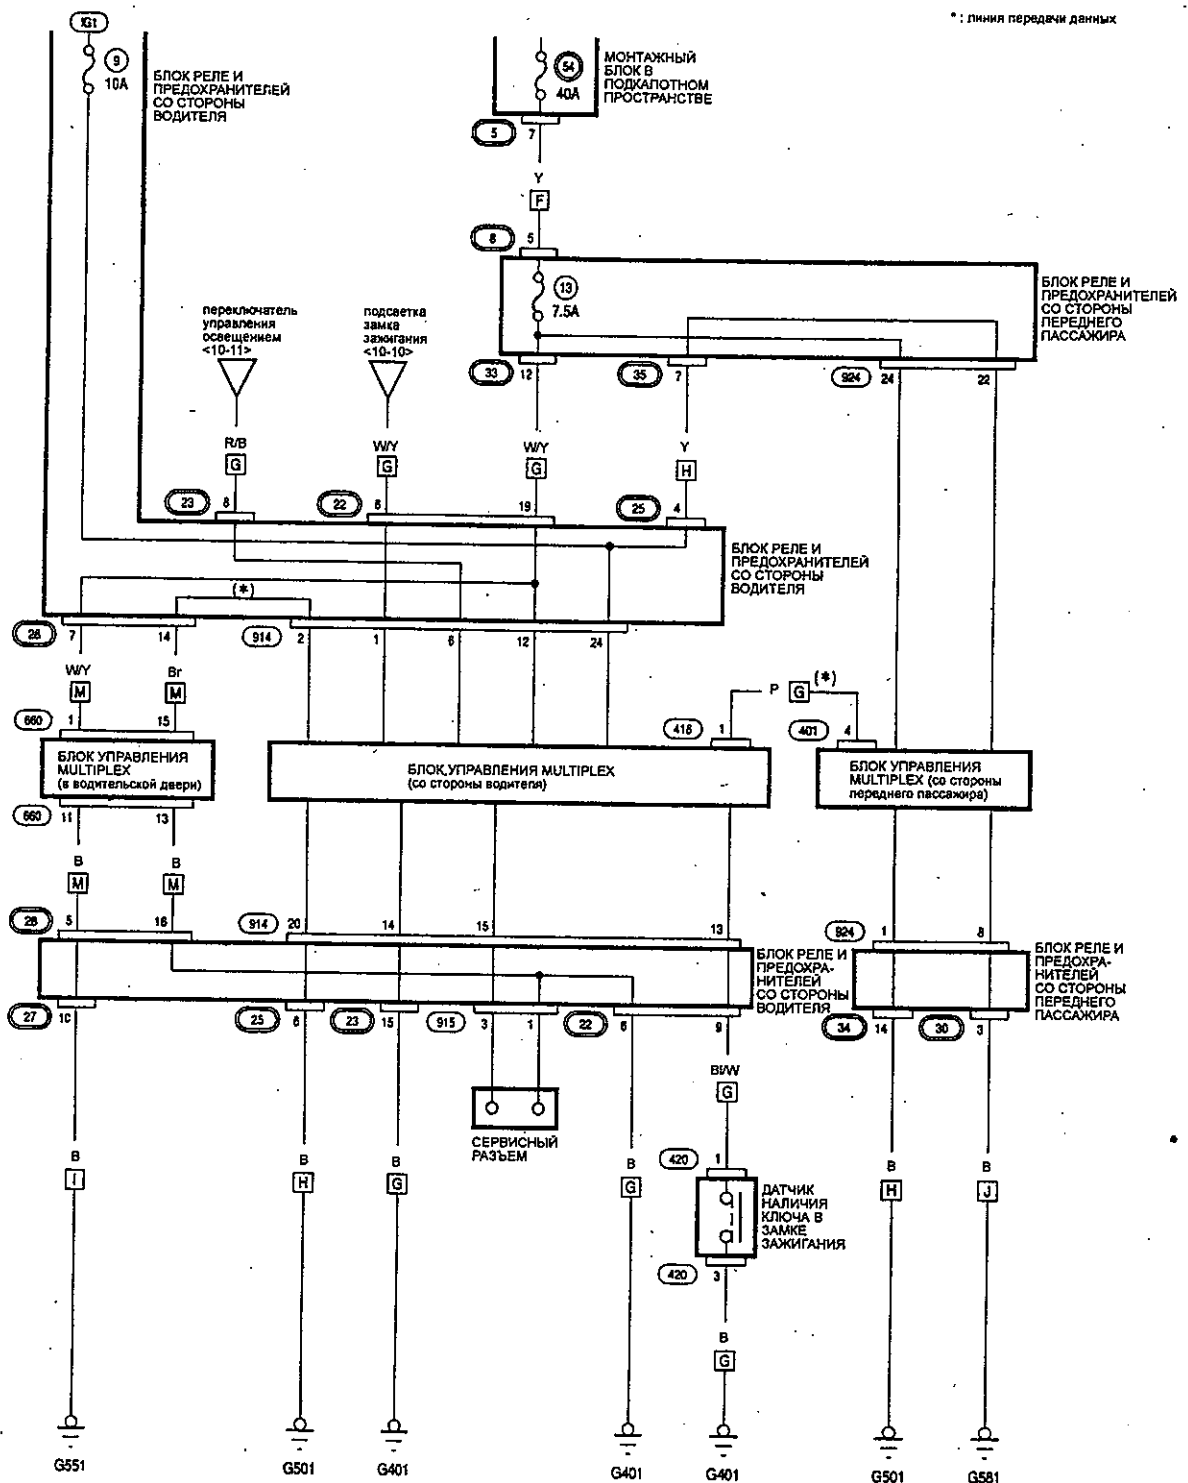 * : линия передачи данных
IG1
9
10A
БЛОК РЕЛЕ И
ПРЕДОХРАНИТЕЛЕЙ
СО СТОРОНЫ
ВОДИТЕЛЯ
54
40A
МОНТАЖНЫЙ
БЛОК В
ПОДКАПОТНОМ
ПРОСТРАНСТВЕ
5 7
Y
F
8 5
13
7.5A
БЛОК РЕЛЕ И
ПРЕДОХРАНИТЕЛЕЙ
СО СТОРОНЫ
ПЕРЕДНЕГО
ПАССАЖИРА
переключатель
управления
освещением
<10-11>
подсветка
замка
зажигания
<10-10>
33 12 35 7 924 24 22
R/B W/Y W/Y Y
G G G H
23 8 22 6 19 25 4
БЛОК РЕЛЕ И
ПРЕДОХРАНИТЕЛЕЙ
СО СТОРОНЫ
ВОДИТЕЛЯ
(*)
26 7 14 914 2 1 6 12 24
W/Y Br
M M
P G (*)
660 1 15 418 1 401 4
БЛОК УПРАВЛЕНИЯ
MULTIPLEX
(в водительской двери)
БЛОК УПРАВЛЕНИЯ MULTIPLEX
(со стороны водителя)
БЛОК УПРАВЛЕНИЯ
MULTIPLEX (со стороны
переднего пассажира)
660 11 13
B B
M M
26 5 16 914 20 14 15 13 924 1 8
БЛОК РЕЛЕ И
ПРЕДОХРА-
НИТЕЛЕЙ
СО СТОРОНЫ
ВОДИТЕЛЯ
БЛОК РЕЛЕ И
ПРЕДОХРА-
НИТЕЛЕЙ
СО СТОРОНЫ
ПЕРЕДНЕГО
ПАССАЖИРА
27 10 25 6 23 15 915 3 1 22 6 9 34 14 30 3
Bl/W
G
СЕРВИСНЫЙ
РАЗЪЕМ
420 1
B B B B B B
I H G G H J
ДАТЧИК
НАЛИЧИЯ
КЛЮЧА В
ЗАМКЕ
ЗАЖИГАНИЯ
420 3
B
G
G551 G501 G401 G401 G401 G501 G581